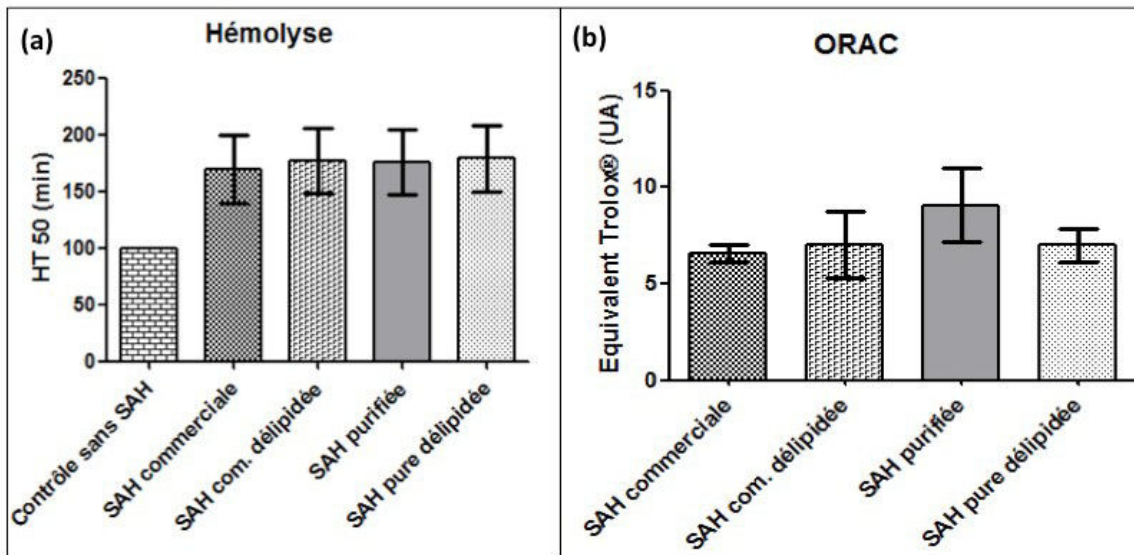 (a)
Hémolyse
HT 50 (min)
250
200
150
100
50
0
Contrôle sans SAH
SAH commerciale
SAH com. délipidée
SAH purifiée
SAH pure délipidée
(b)
ORAC
Equivalent Trolox® (UA)
15
10
5
0
SAH commerciale
SAH com. délipidée
SAH purifiée
SAH pure délipidée